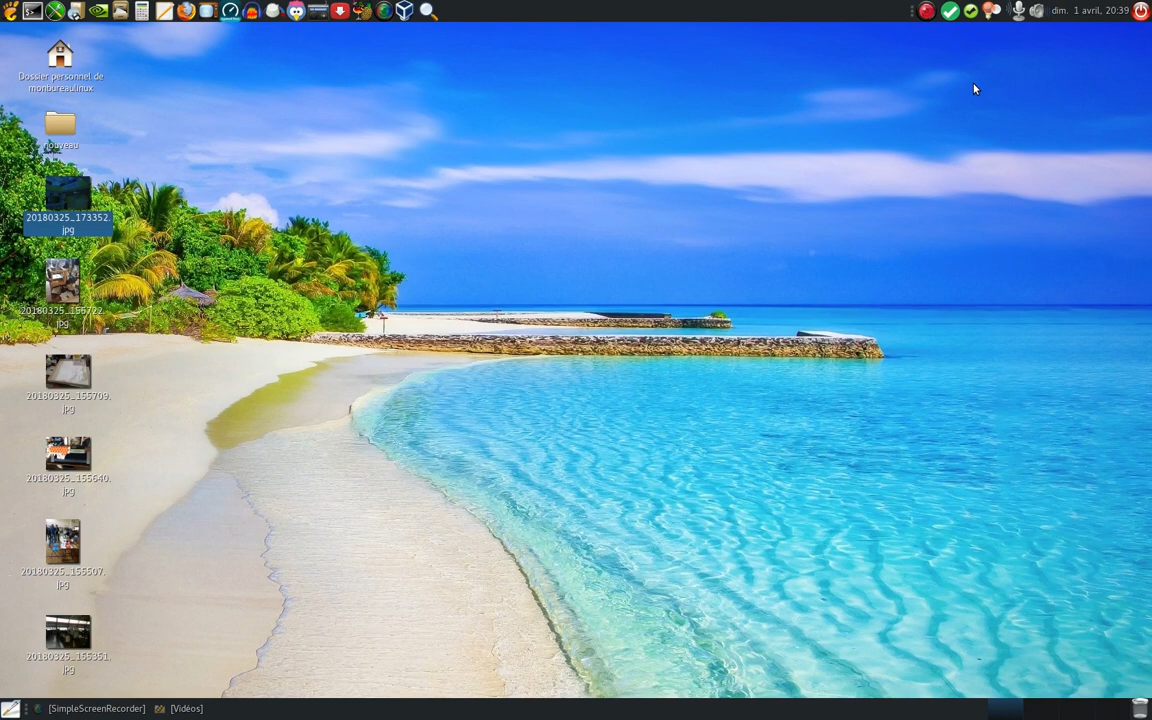 dim. 1 avril, 20:39
Dossier personnel de
monbureaulinux
nouveau
20180325_173352.
jpg
20180325_155722.
jpg
20180325_155709.
jpg
20180325_155640.
jpg
20180325_155507.
jpg
20180325_155351.
jpg
[SimpleScreenRecorder]
[Vidéos]